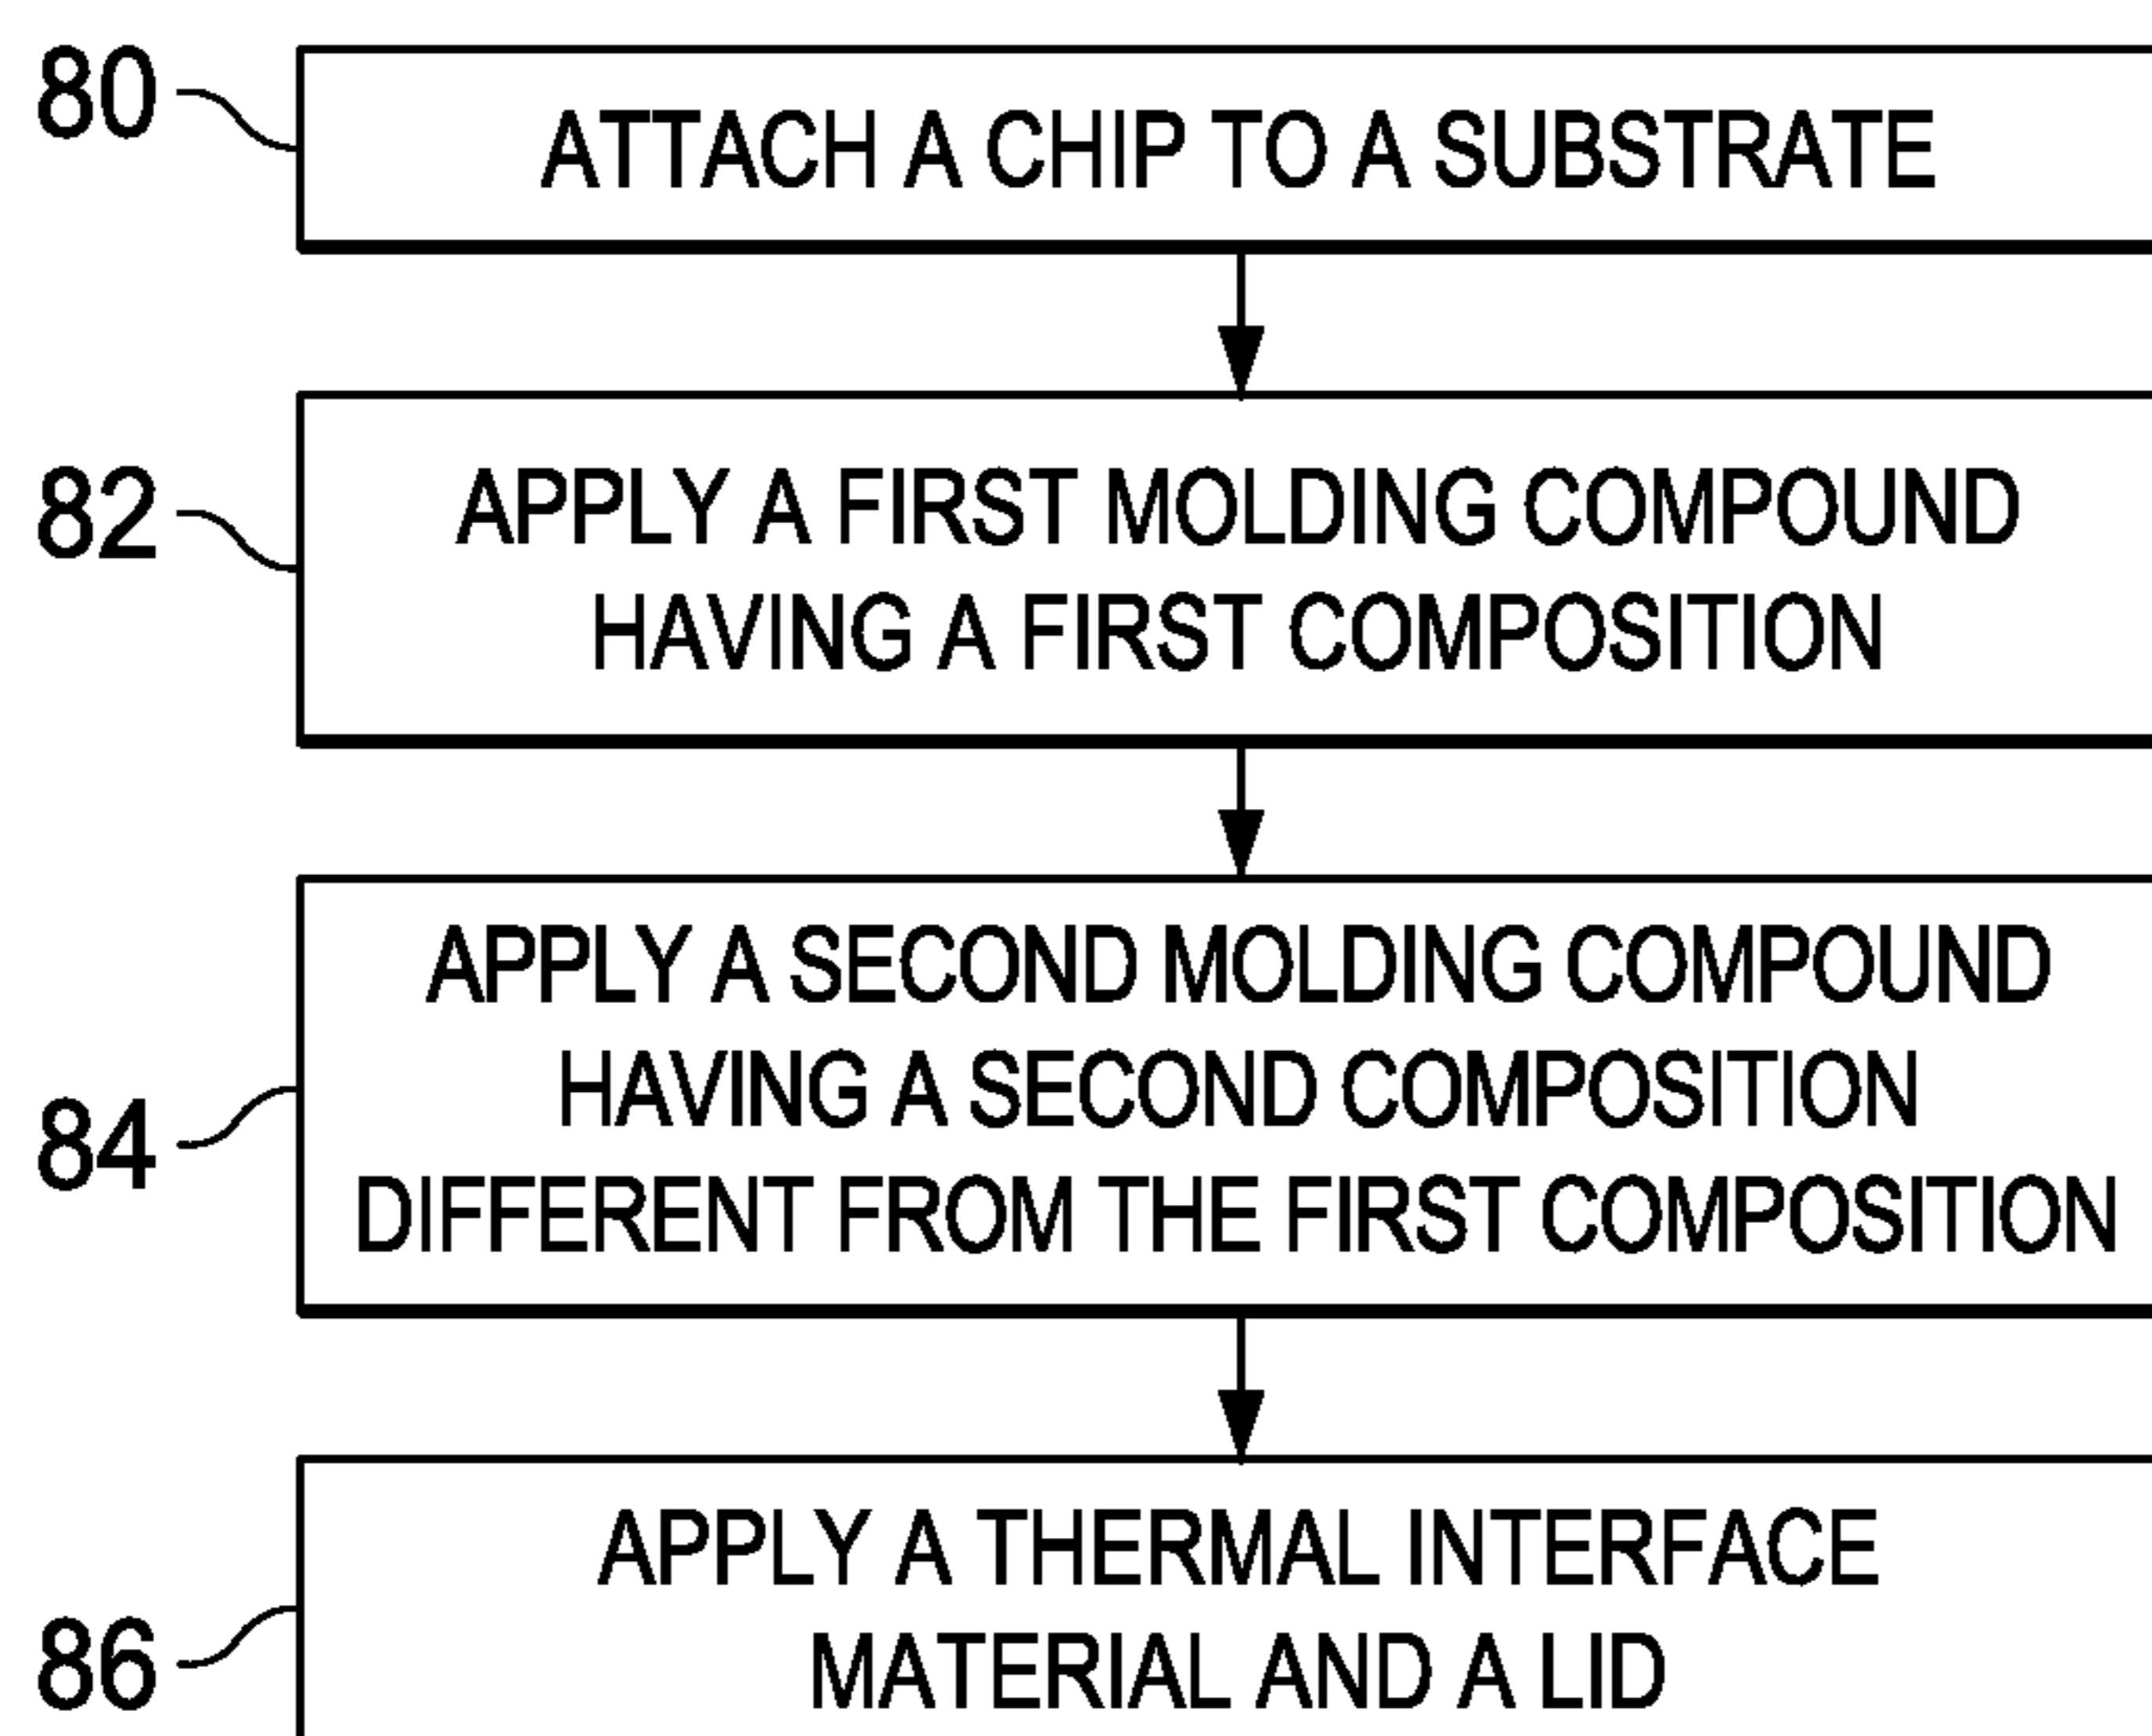 80
ATTACH A CHIP TO A SUBSTRATE
82
APPLY A FIRST MOLDING COMPOUND
HAVING A FIRST COMPOSITION
84
APPLY A SECOND MOLDING COMPOUND
HAVING A SECOND COMPOSITION
DIFFERENT FROM THE FIRST COMPOSITION
86
APPLY A THERMAL INTERFACE
MATERIAL AND A LID